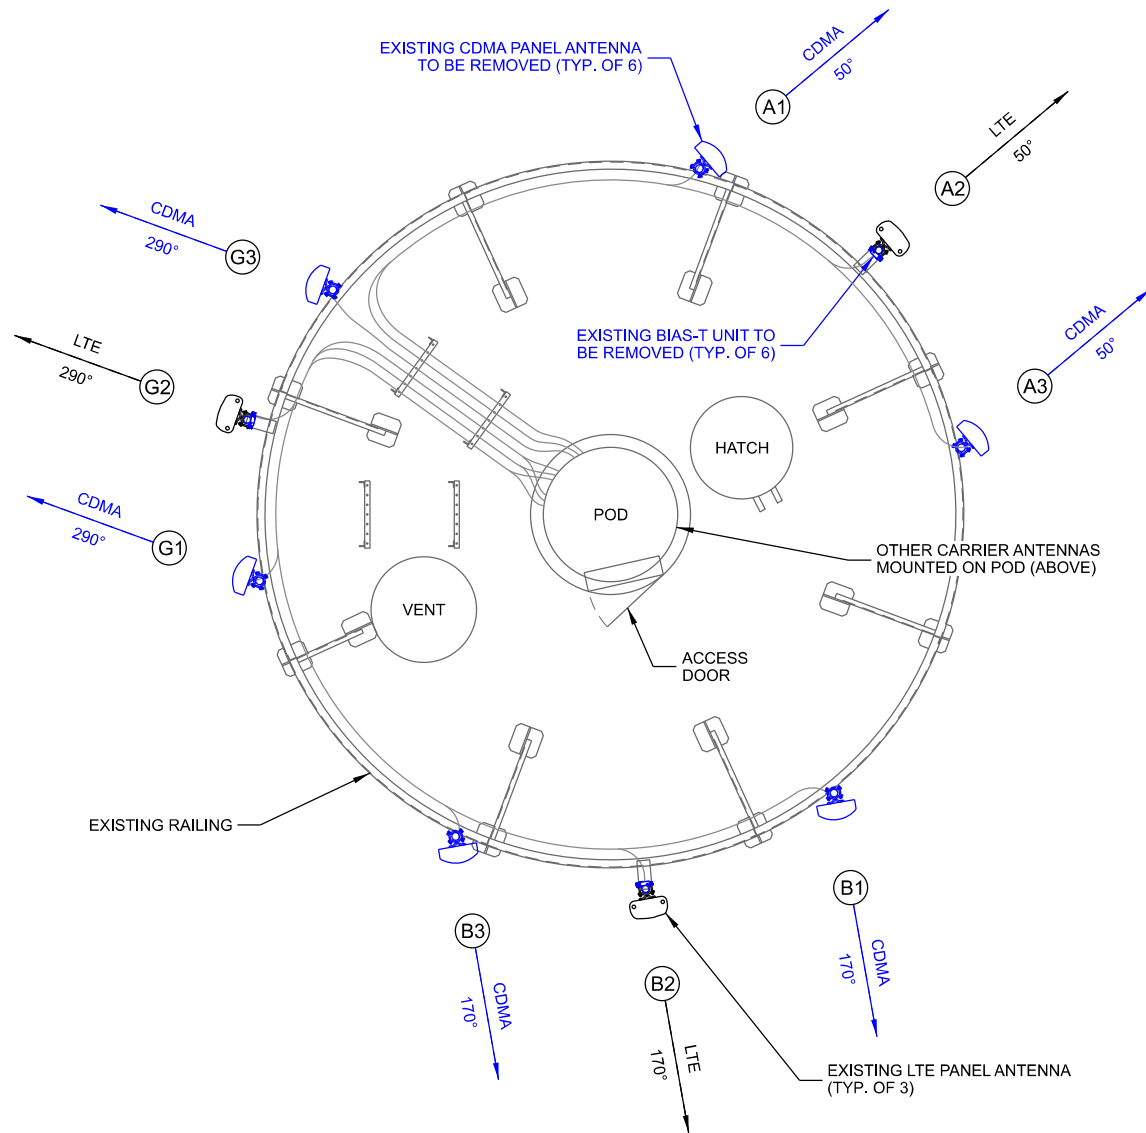 EXISTING CDMA PANEL ANTENNA
TO BE REMOVED (TYP. OF 6)
CDMA
50°
A1
LTE
50°
A2
CDMA
290°
G3
CDMA
50°
A3
LTE
290°
G2
EXISTING BIAS-T UNIT TO
BE REMOVED (TYP. OF 6)
HATCH
CDMA
290°
G1
POD
OTHER CARRIER ANTENNAS
MOUNTED ON POD (ABOVE)
VENT
ACCESS
DOOR
EXISTING RAILING
B1
CDMA
170°
B3
CDMA
170°
B2
LTE
170°
EXISTING LTE PANEL ANTENNA
(TYP. OF 3)